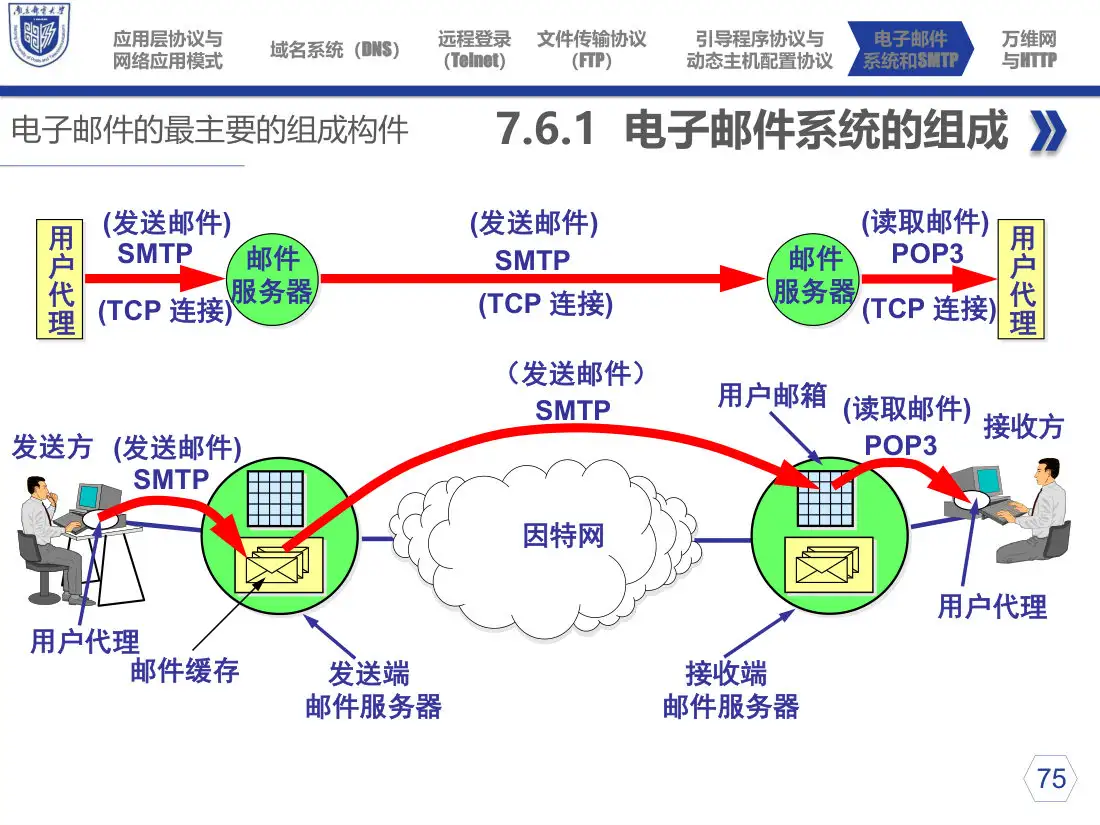 南京邮电大学
应用层协议与
网络应用模式
域名系统（DNS）
远程登录
（Telnet）
文件传输协议
（FTP）
引导程序协议与
动态主机配置协议
电子邮件
系统和SMTP
万维网
与HTTP
电子邮件的最主要的组成构件
7.6.1 电子邮件系统的组成
用户代理
(发送邮件)
SMTP
(TCP 连接)
邮件
服务器
(发送邮件)
SMTP
(TCP 连接)
邮件
服务器
(读取邮件)
POP3
(TCP 连接)
用户代理
（发送邮件）
SMTP
用户邮箱
(读取邮件)
POP3
接收方
发送方
(发送邮件)
SMTP
因特网
用户代理
邮件缓存
发送端
邮件服务器
接收端
邮件服务器
用户代理
75